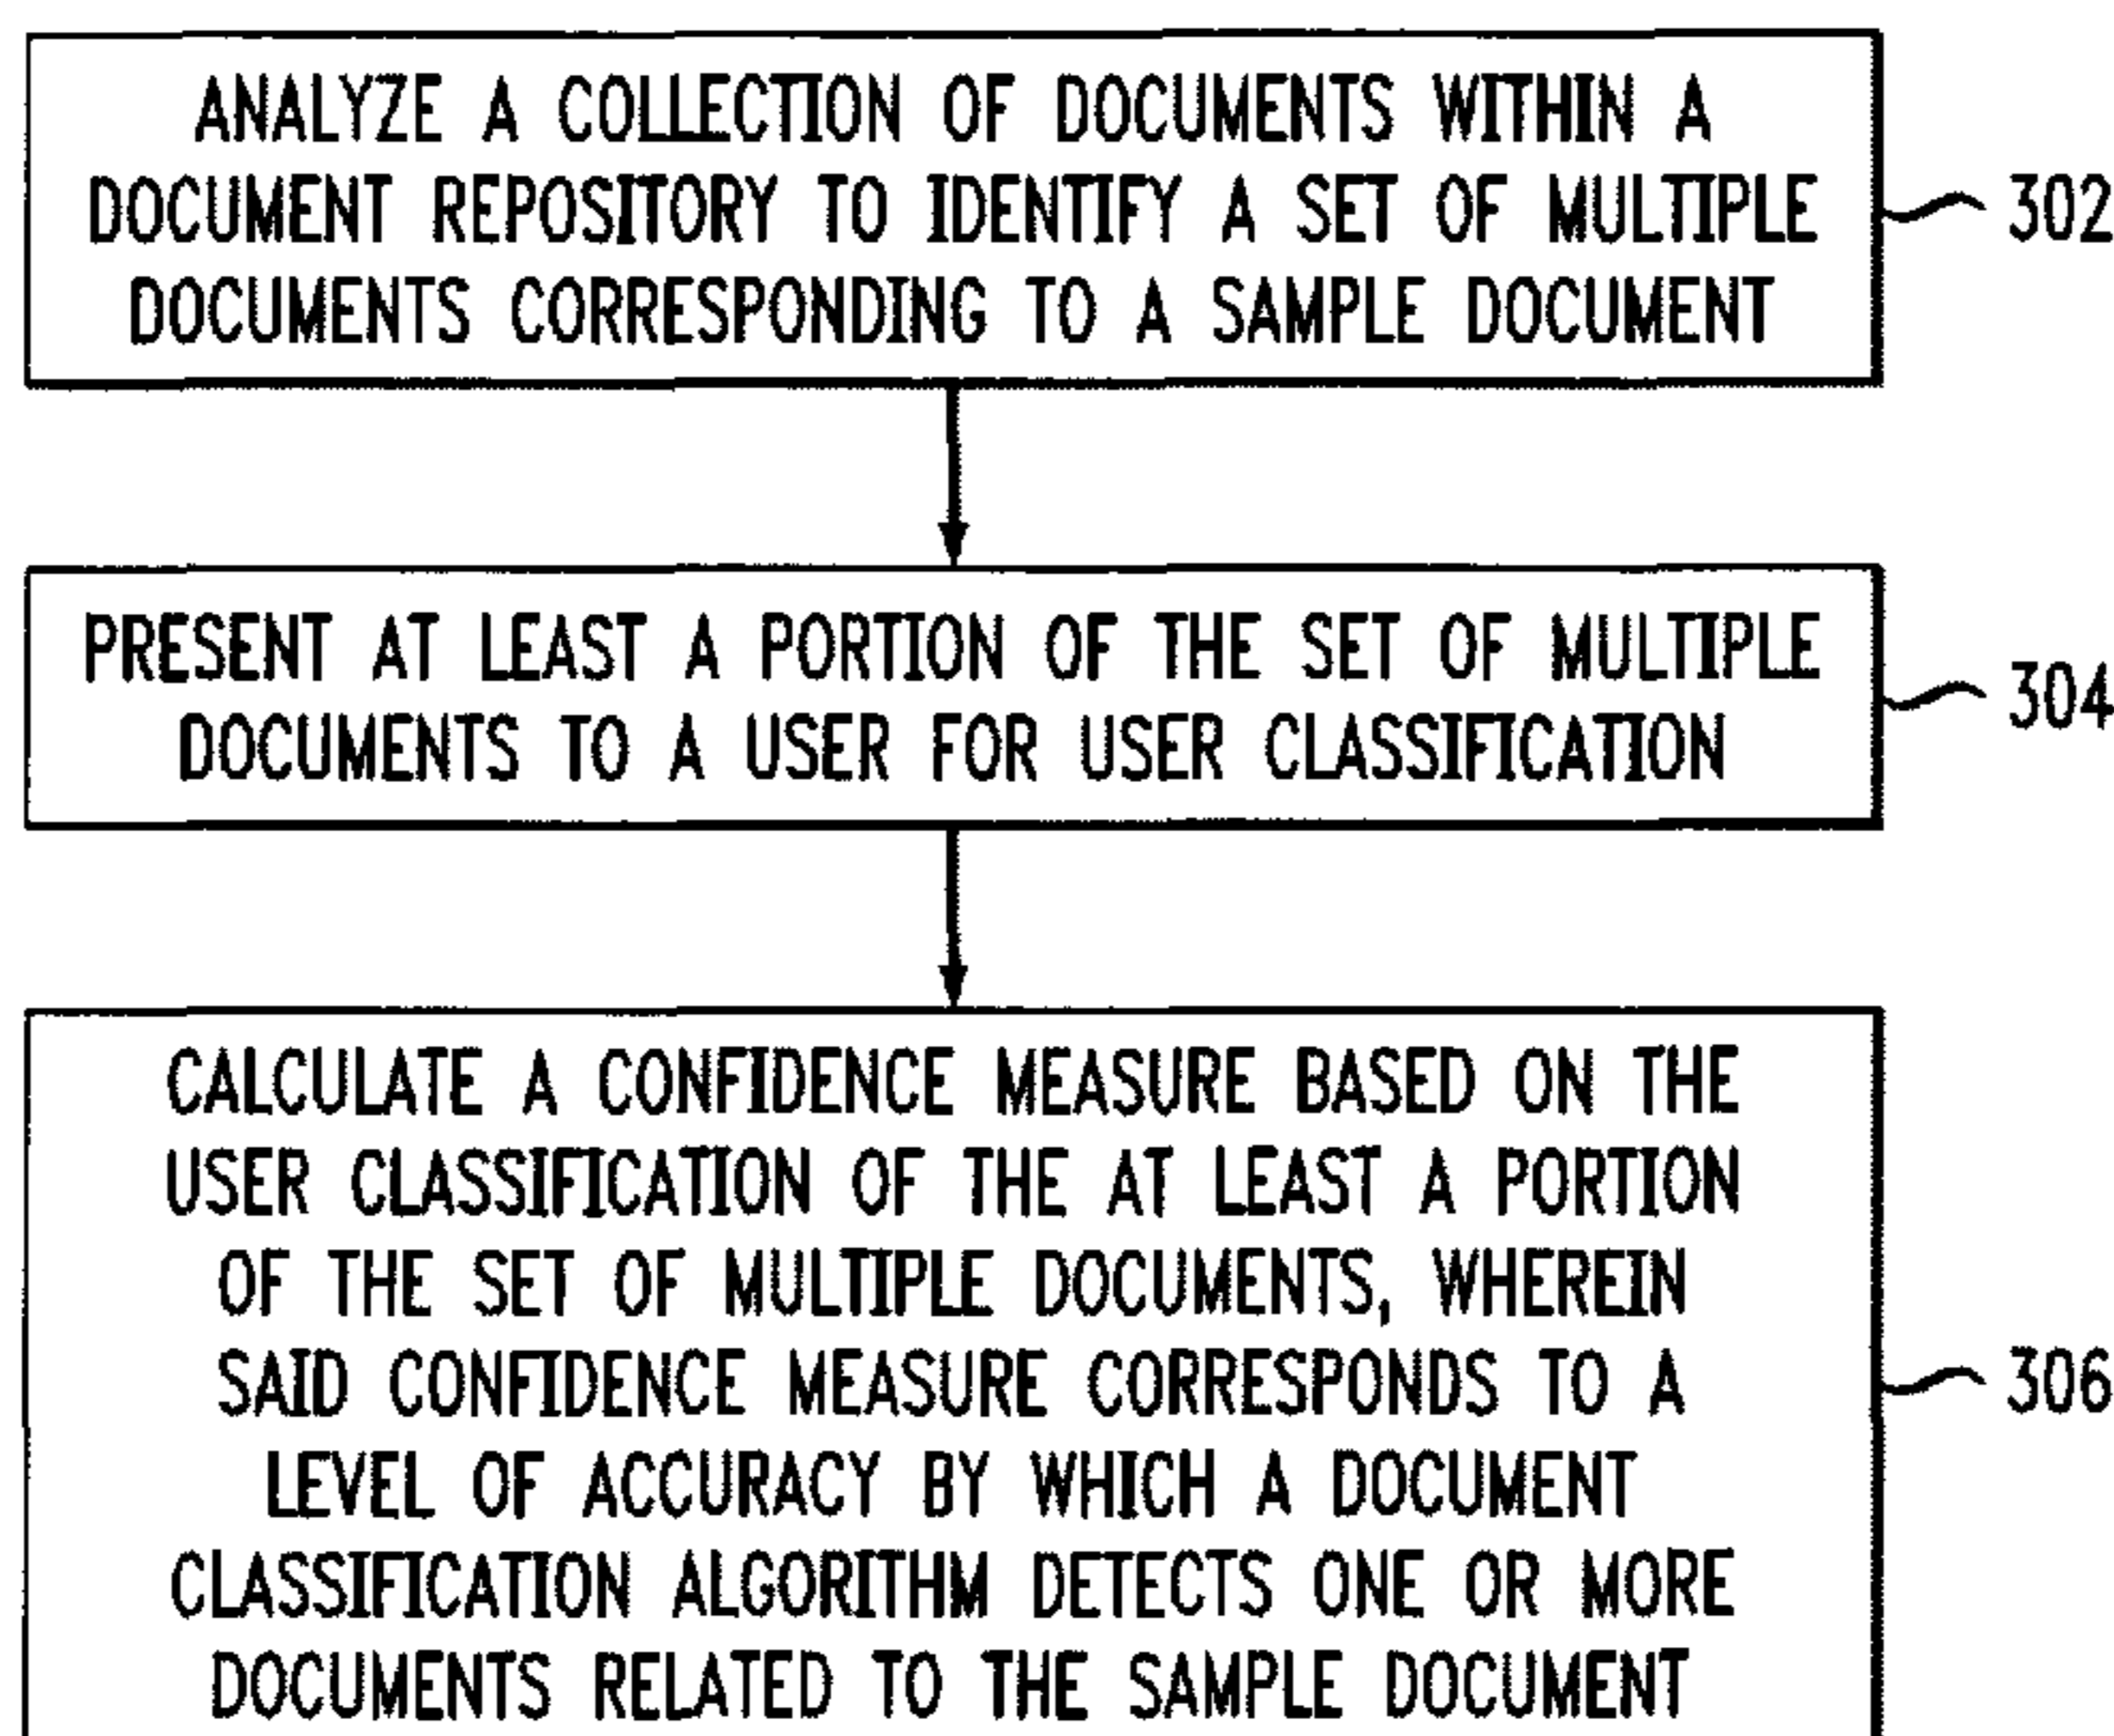 ANALYZE A COLLECTION OF DOCUMENTS WITHIN A
DOCUMENT REPOSITORY TO IDENTIFY A SET OF MULTIPLE
DOCUMENTS CORRESPONDING TO A SAMPLE DOCUMENT
302
PRESENT AT LEAST A PORTION OF THE SET OF MULTIPLE
DOCUMENTS TO A USER FOR USER CLASSIFICATION
304
CALCULATE A CONFIDENCE MEASURE BASED ON THE
USER CLASSIFICATION OF THE AT LEAST A PORTION
OF THE SET OF MULTIPLE DOCUMENTS, WHEREIN
SAID CONFIDENCE MEASURE CORRESPONDS TO A
LEVEL OF ACCURACY BY WHICH A DOCUMENT
CLASSIFICATION ALGORITHM DETECTS ONE OR MORE
DOCUMENTS RELATED TO THE SAMPLE DOCUMENT
306